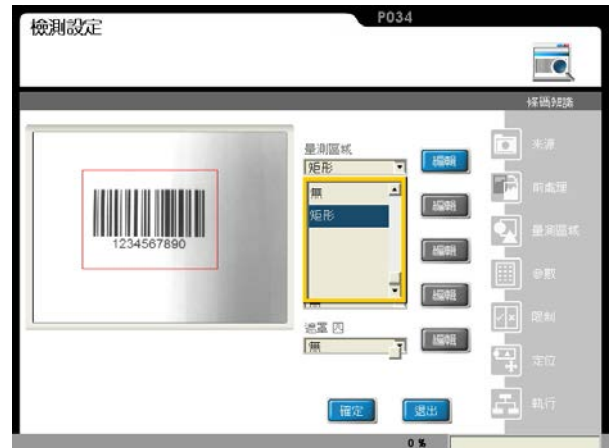 P034
檢測設定
條碼辨識
量測區域
矩形
編輯
無
矩形
編輯
編輯
編輯
無
遮罩 四
無
編輯
確定
退出
來源
前處理
量測區域
參數
限制
定位
執行
1234567890
0 %